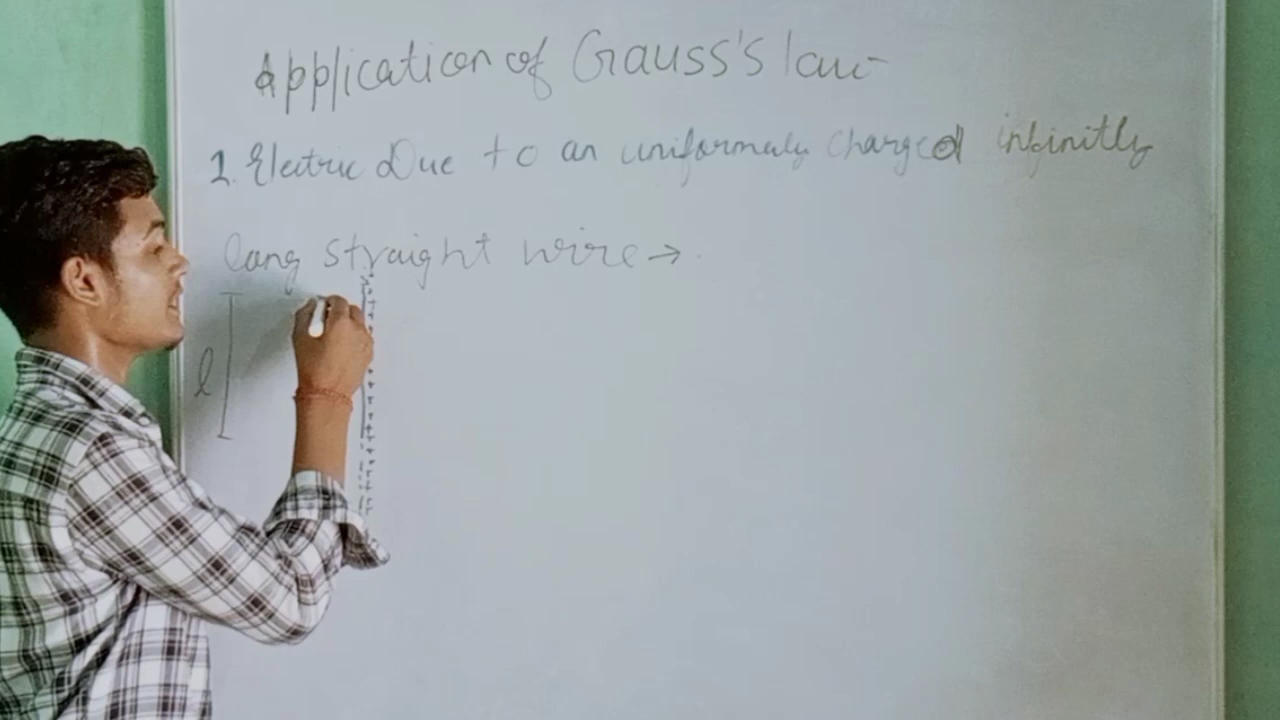 Application of Gauss's law
1. Electric Due to an uniformaly charged infinitly
long straight wire →
l